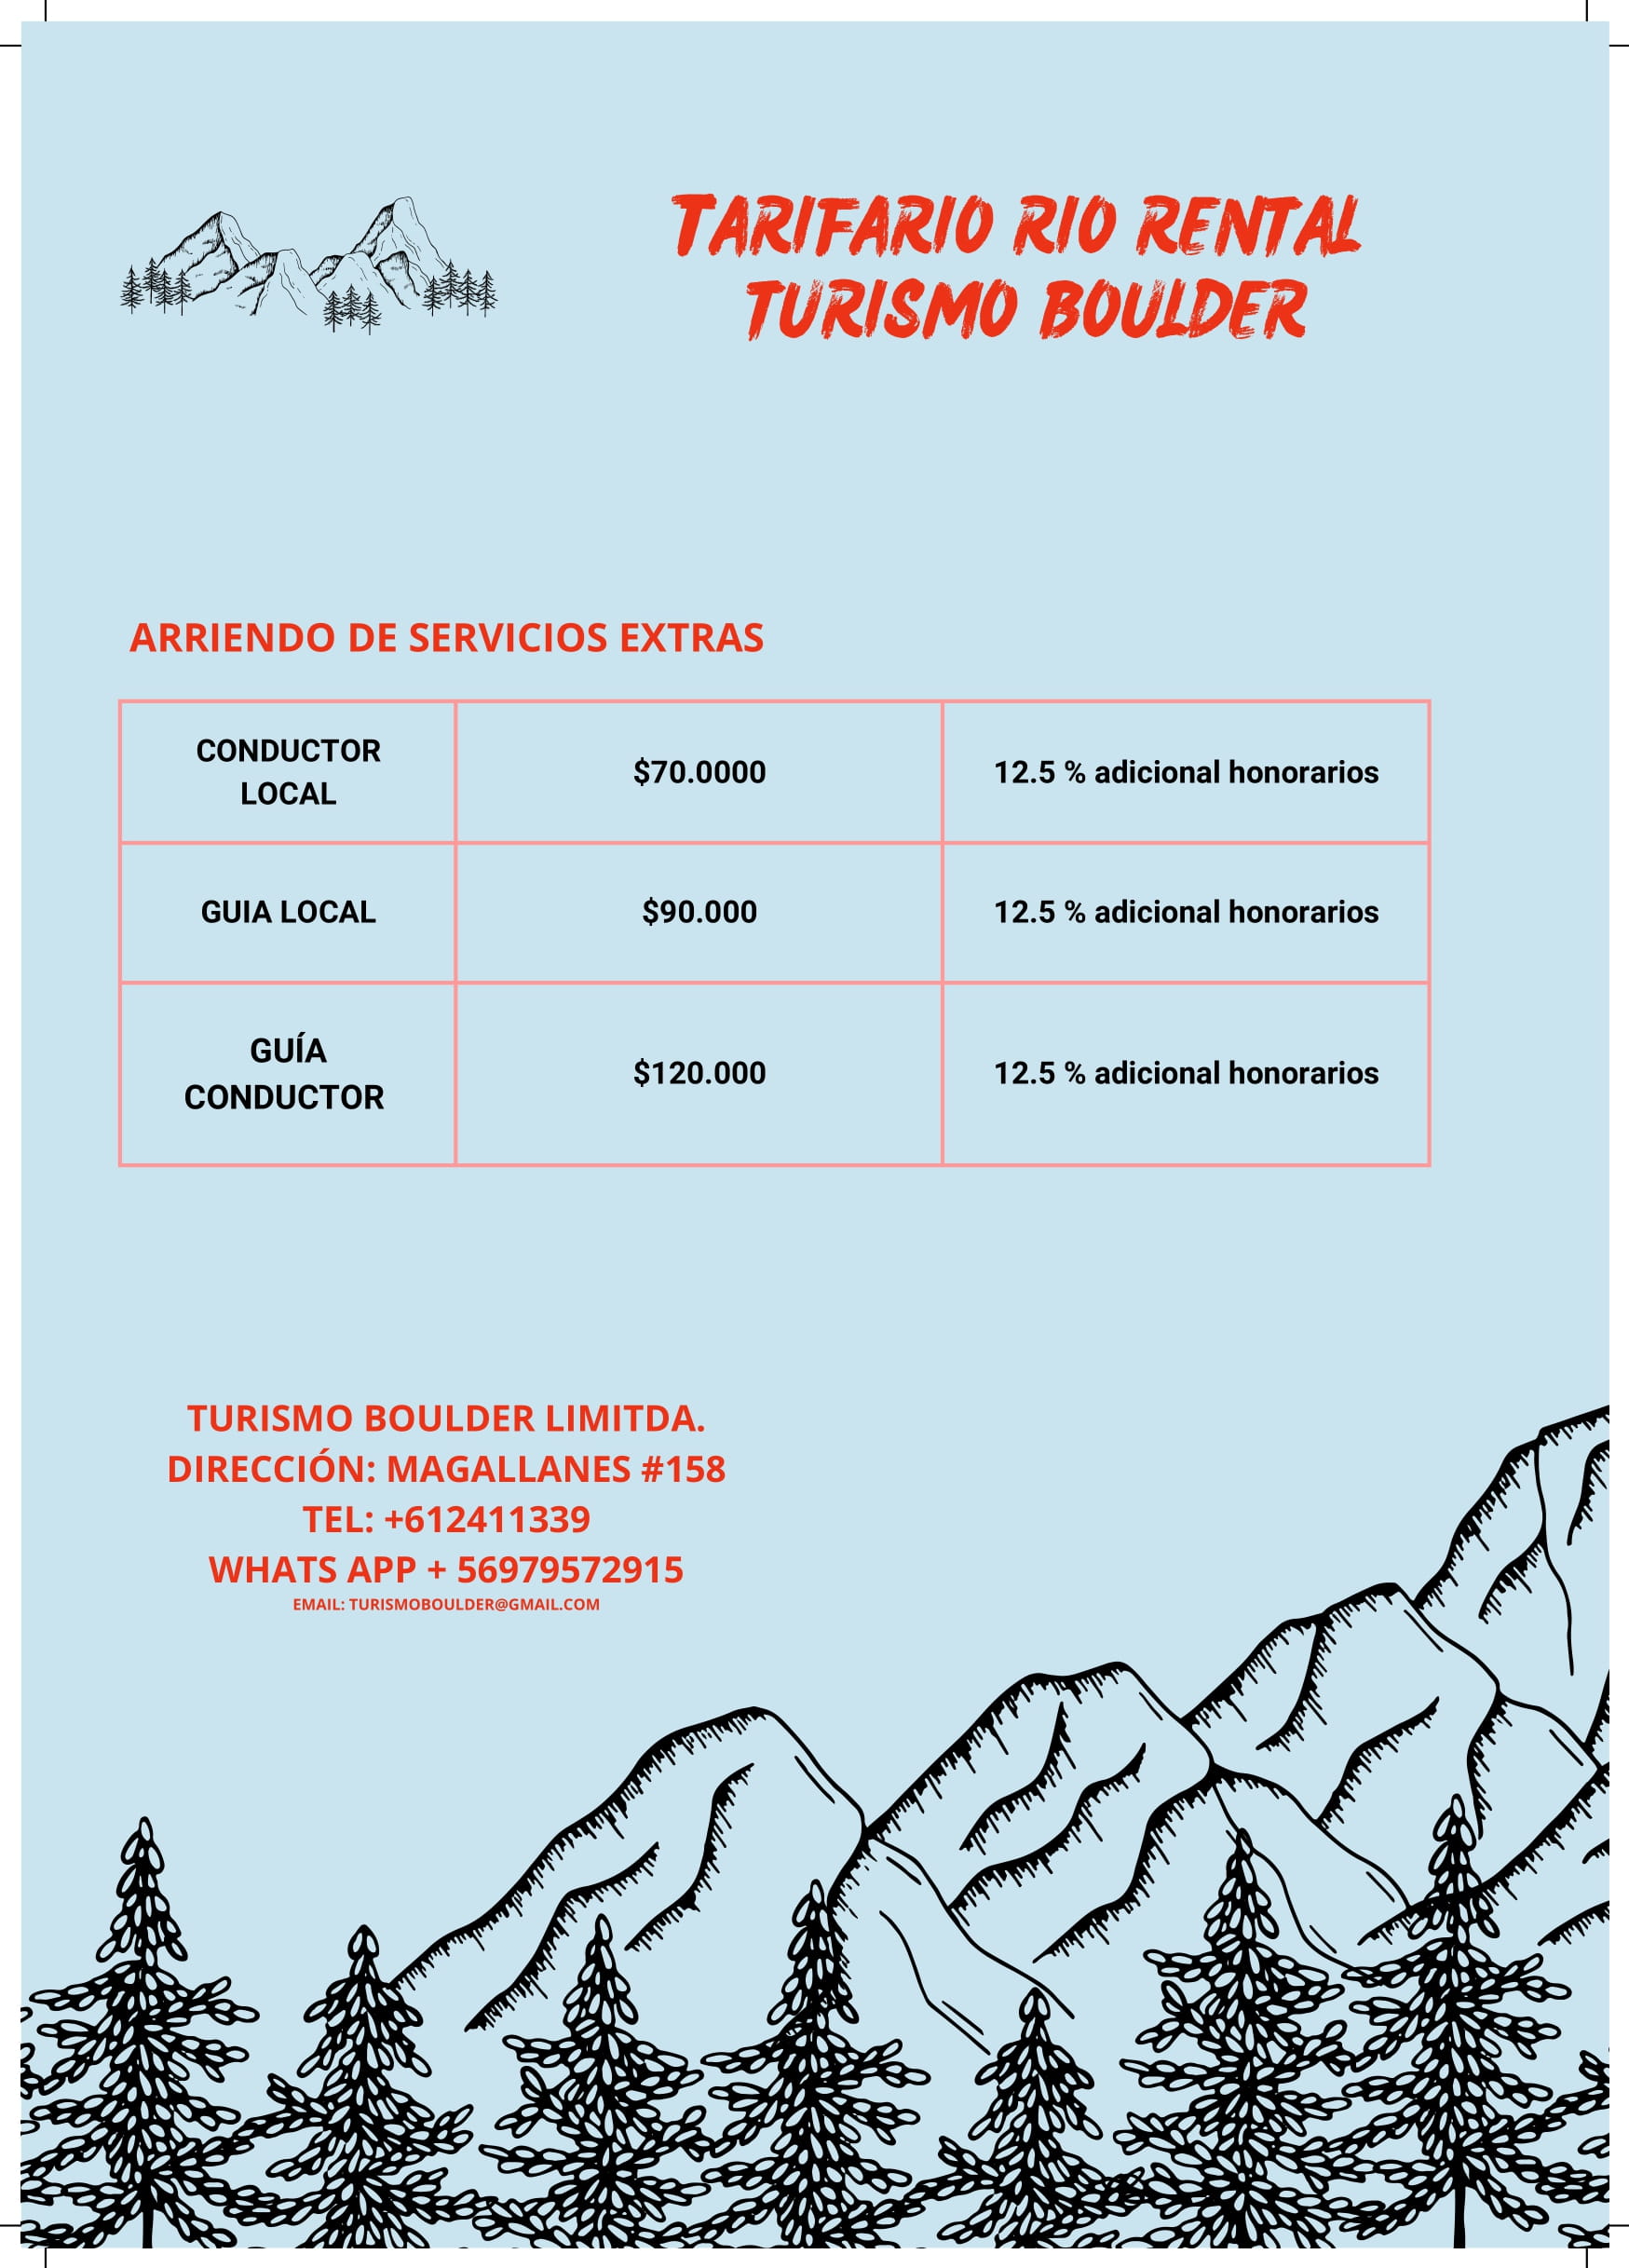 TARIFARIO RIO RENTAL
TURISMO BOULDER
ARRIENDO DE SERVICIOS EXTRAS
CONDUCTOR
LOCAL
$70.0000
12.5 % adicional honorarios
GUIA LOCAL
$90.000
12.5 % adicional honorarios
GUÍA
CONDUCTOR
$120.000
12.5 % adicional honorarios
TURISMO BOULDER LIMITDA.
DIRECCIÓN: MAGALLANES #158
TEL: +612411339
WHATS APP + 56979572915
EMAIL: TURISMOBOULDER@GMAIL.COM